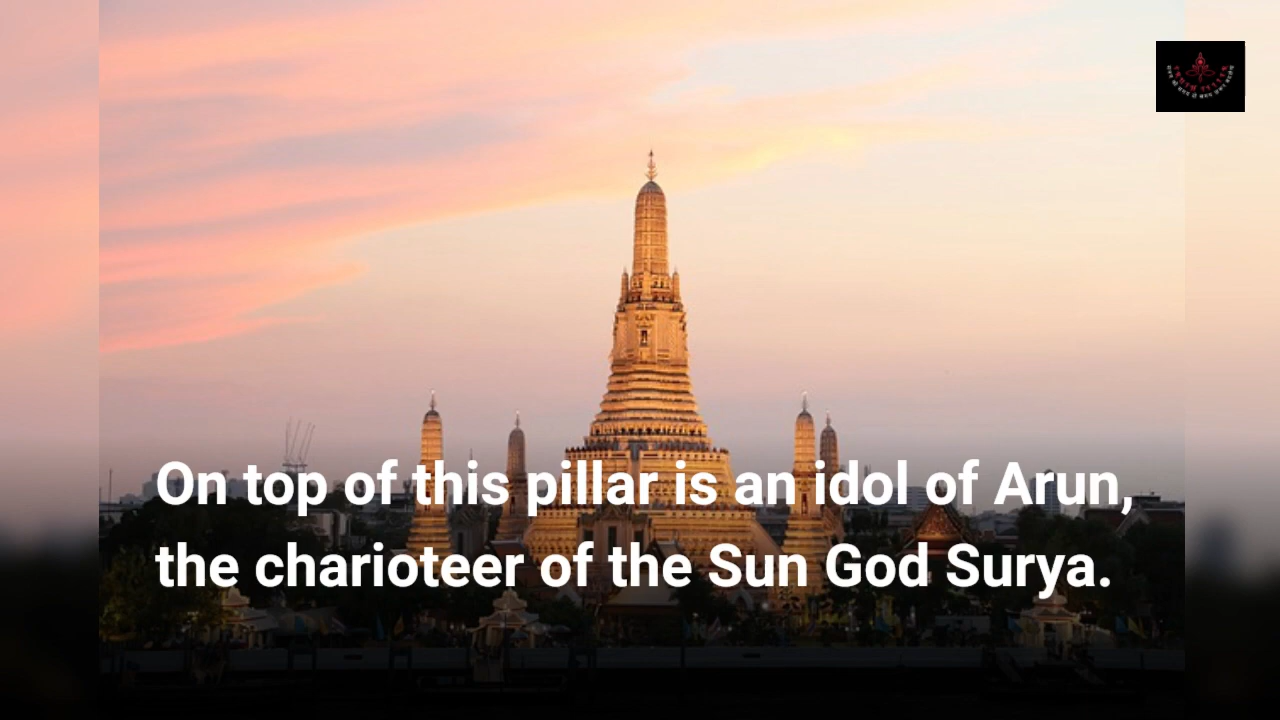 On top of this pillar is an idol of Arun,
the charioteer of the Sun God Surya.